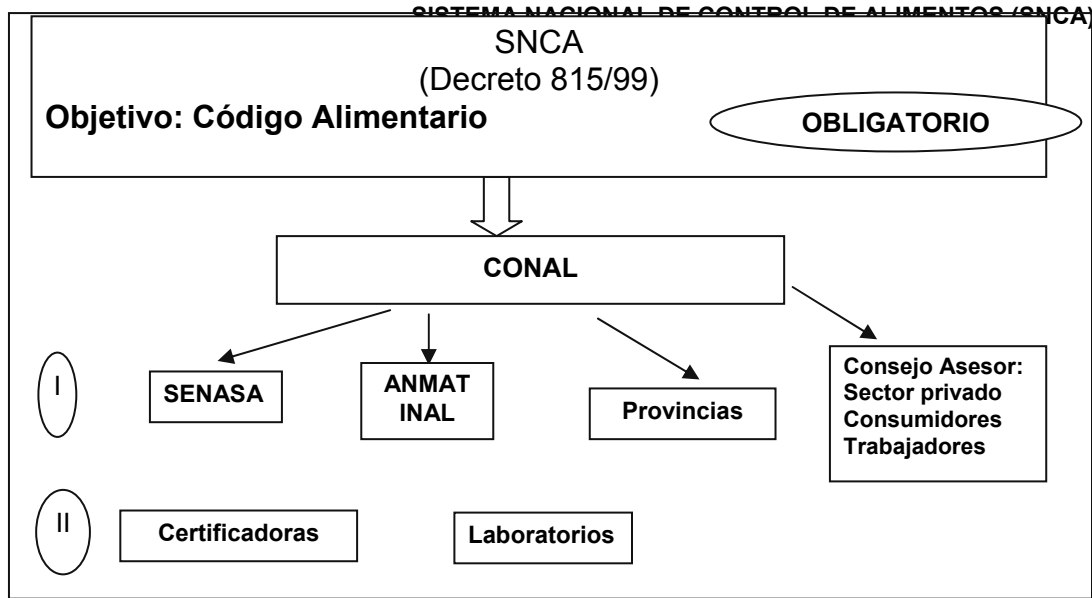 SISTEMA NACIONAL DE CONTROL DE ALIMENTOS (SNCA)
SNCA
(Decreto 815/99)
Objetivo: Código Alimentario
OBLIGATORIO
CONAL
I
SENASA
ANMAT
INAL
Provincias
Consejo Asesor:
Sector privado
Consumidores
Trabajadores
II
Certificadoras
Laboratorios